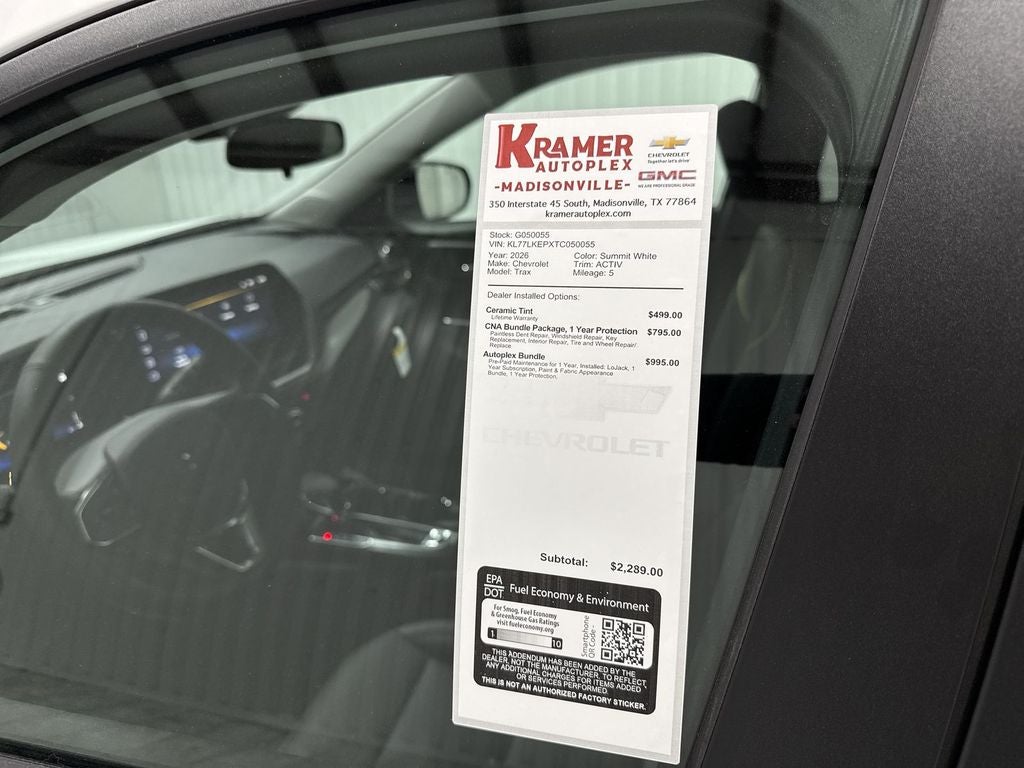 KRAMER
AUTOPLEX
-MADISONVILLE-
CHEVROLET
Together let's drive
GMC
WE ARE PROFESSIONAL GRADE
350 Interstate 45 South, Madisonville, TX 77864
kramerautoplex.com
Stock: G050055
VIN: KL77LKEPXTC050055
Year: 2026 Color: Summit White
Make: Chevrolet Trim: ACTIV
Model: Trax Mileage: 5
Dealer Installed Options:
Ceramic Tint $499.00
Lifetime Warranty
CNA Bundle Package, 1 Year Protection $795.00
Paintless Dent Repair, Windshield Repair, Key
Replacement, Interior Repair, Tire and Wheel Repair/
Replace
Autoplex Bundle $995.00
Pre-Paid Maintenance for 1 Year, Installed: LoJack, 1
Year Subscription, Paint & Fabric Appearance
Bundle, 1 Year Protection.
CHEVROLET
Subtotal: $2,289.00
EPA
DOT Fuel Economy & Environment
For Smog, Fuel Economy
& Greenhouse Gas Ratings
visit fueleconomy.org
1 10
Smartphone
QR Code -
THIS ADDENDUM HAS BEEN ADDED BY THE
DEALER, NOT THE MANUFACTURER, TO REFLECT
ANY ADDITIONAL CHARGES FOR ITEMS ADDED
OR SERVICES PERFORMED.
THIS IS NOT AN AUTHORIZED FACTORY STICKER.